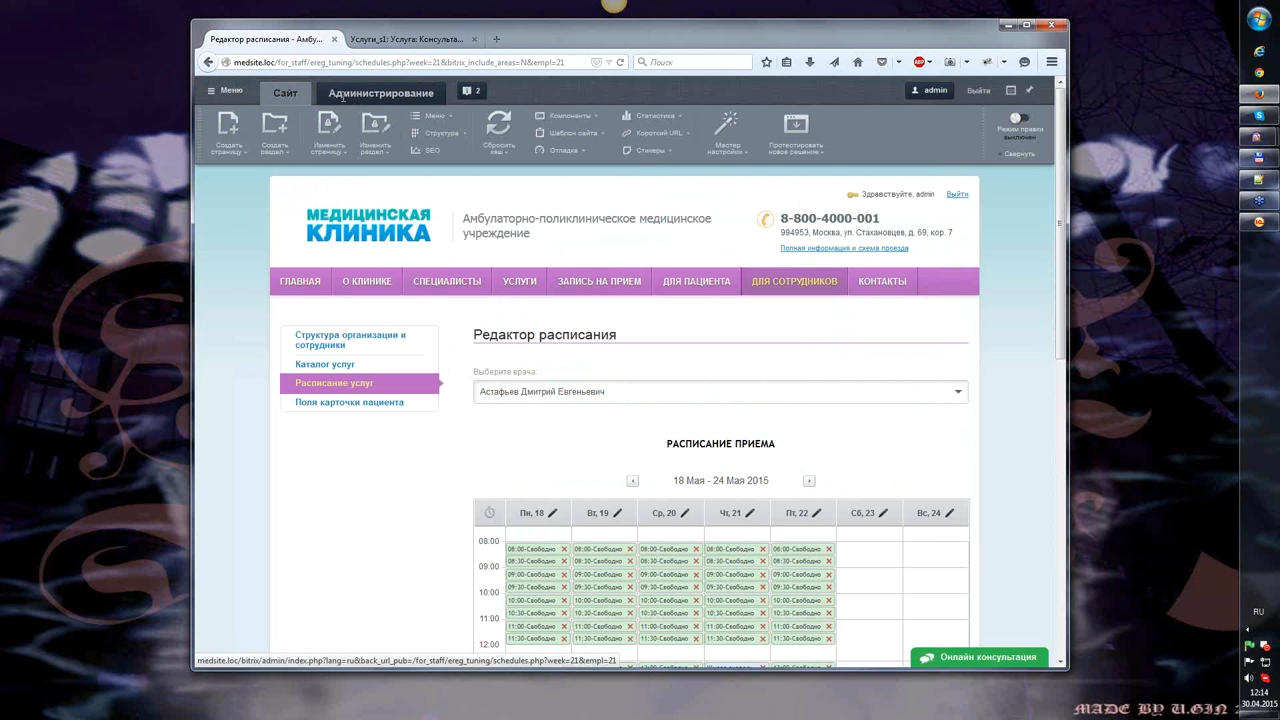 Редактор расписания - Амбу...
Услуги_s1: Услуга: Консульта...
medsite.loc/for_staff/ereg_tuning/schedules.php?week=21&bitrix_include_areas=N&empl=21
Поиск
ABP
Меню
Сайт
Администрирование
2
admin
Выйти
Создать страницу
Создать раздел
Изменить страницу
Изменить раздел
Меню
Структура
SEO
Сбросить кеш
Компоненты
Шаблон сайта
Отладка
Статистика
Короткий URL
Стикеры
Мастер настройки
Протестировать новое решение
Режим правки
выключен
Свернуть
Здравствуйте, admin
Выйти
МЕДИЦИНСКАЯ
КЛИНИКА
Амбулаторно-поликлиническое медицинское
учреждение
8-800-4000-001
994953, Москва, ул. Стахановцев, д. 69, кор. 7
Полная информация и схема проезда
ГЛАВНАЯ
О КЛИНИКЕ
СПЕЦИАЛИСТЫ
УСЛУГИ
ЗАПИСЬ НА ПРИЕМ
ДЛЯ ПАЦИЕНТА
ДЛЯ СОТРУДНИКОВ
КОНТАКТЫ
Структура организации и
сотрудники
Каталог услуг
Расписание услуг
Поля карточки пациента
Редактор расписания
Выберите врача:
Астафьев Дмитрий Евгеньевич
РАСПИСАНИЕ ПРИЕМА
18 Мая - 24 Мая 2015
Пн, 18 Вт, 19 Ср, 20 Чт, 21 Пт, 22 Сб, 23 Вс, 24
08:00
08:00-Свободно 08:00-Свободно 08:00-Свободно 08:00-Свободно 08:00-Свободно
08:30-Свободно 08:30-Свободно 08:30-Свободно 08:30-Свободно 08:30-Свободно
09:00
09:00-Свободно 09:00-Свободно 09:00-Свободно 09:00-Свободно 09:00-Свободно
09:30-Свободно 09:30-Свободно 09:30-Свободно 09:30-Свободно 09:30-Свободно
10:00
10:00-Свободно 10:00-Свободно 10:00-Свободно 10:00-Свободно 10:00-Свободно
10:30-Свободно 10:30-Свободно 10:30-Свободно 10:30-Свободно 10:30-Свободно
11:00
11:00-Свободно 11:00-Свободно 11:00-Свободно 11:00-Свободно 11:00-Свободно
11:30-Свободно 11:30-Свободно 11:30-Свободно 11:30-Свободно 11:30-Свободно
12:00
medsite.loc/bitrix/admin/index.php?lang=ru&back_url_pub=/for_staff/ereg_tuning/schedules.php?week=21&empl=21
Онлайн консультация
RU
12:14
30.04.2015
MADE BY U.GIN